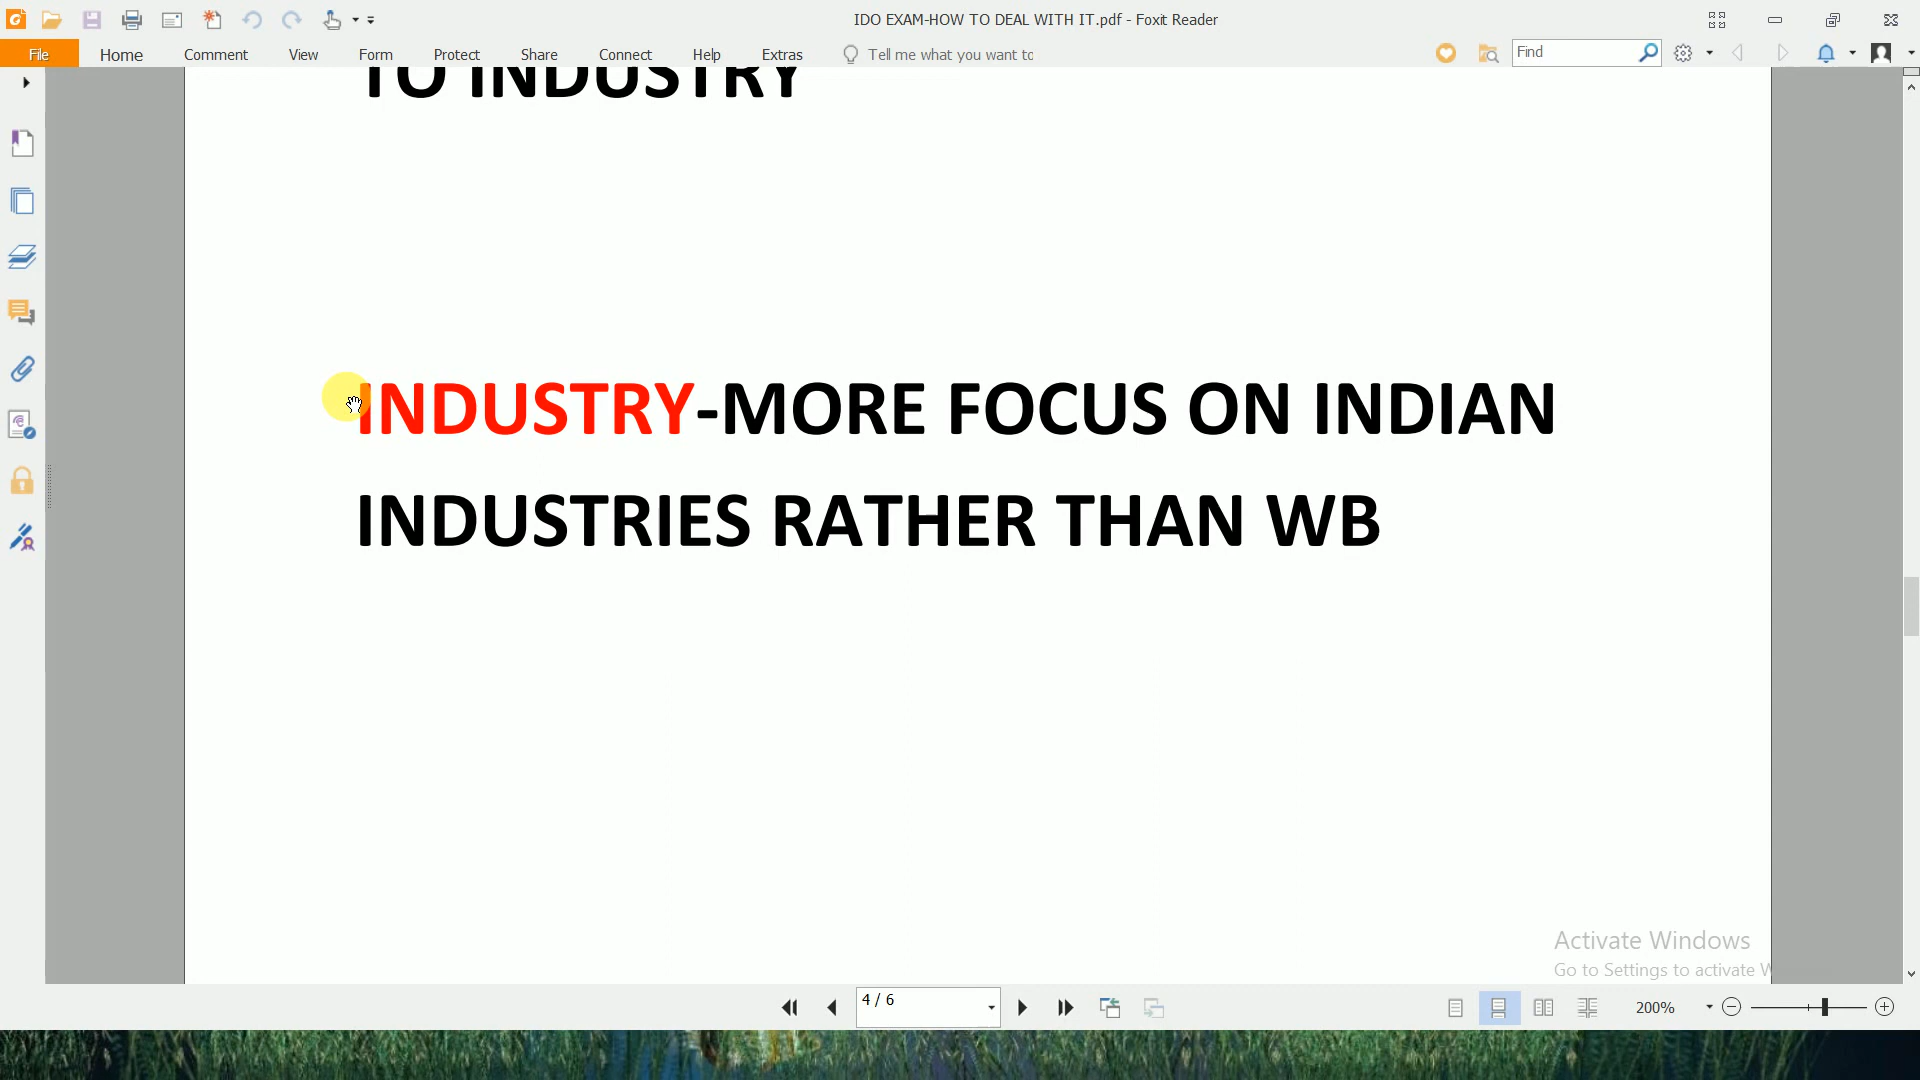 IDO EXAM-HOW TO DEAL WITH IT.pdf - Foxit Reader
File Home Comment View Form Protect Share Connect Help Extras Tell me what you want to Find
TO INDUSTRY
INDUSTRY-MORE FOCUS ON INDIAN
INDUSTRIES RATHER THAN WB
Activate Windows
Go to Settings to activate W
4 / 6 200%